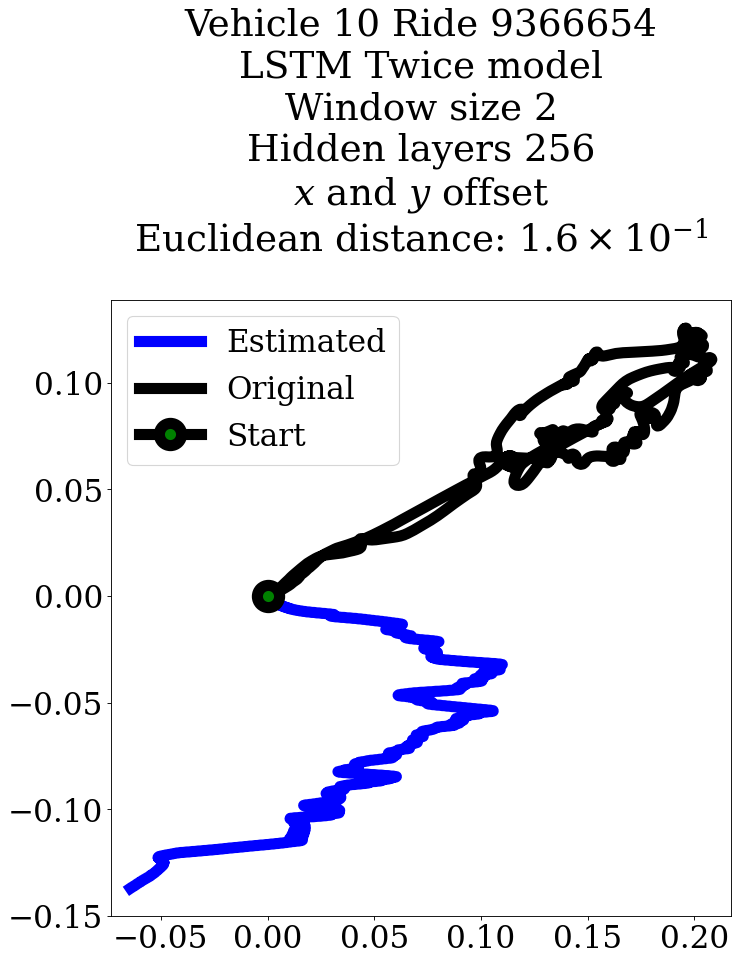 Vehicle 10 Ride 9366654
LSTM Twice model
Window size 2
Hidden layers 256
x and y offset
Euclidean distance: 1.6 × 10⁻¹
Estimated
Original
Start
0.10
0.05
0.00
−0.05
−0.10
−0.15
−0.05 0.00 0.05 0.10 0.15 0.20